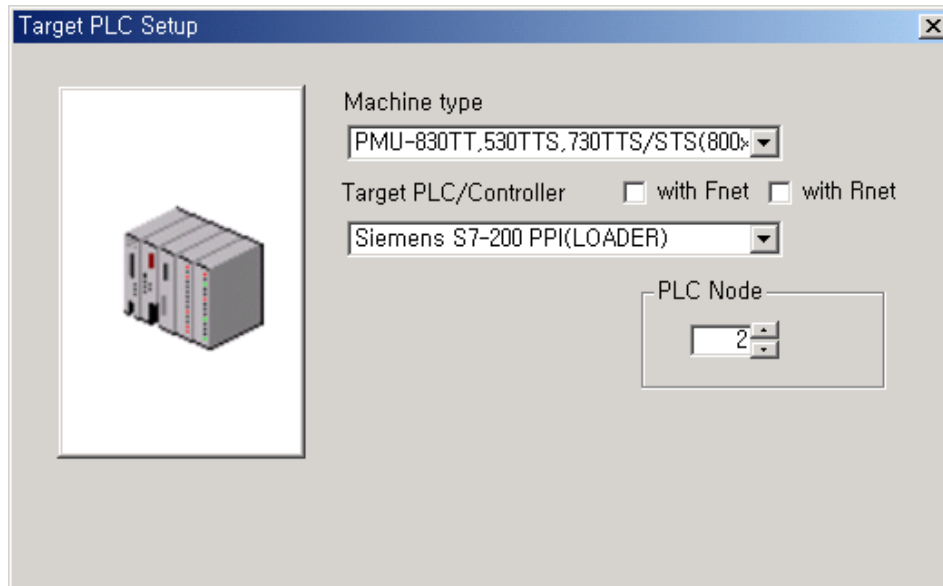 Target PLC Setup
Machine type
PMU-830TT,530TTS,730TTS/STS(800x
Target PLC/Controller with Fnet with Rnet
Siemens S7-200 PPI(LOADER)
PLC Node
2